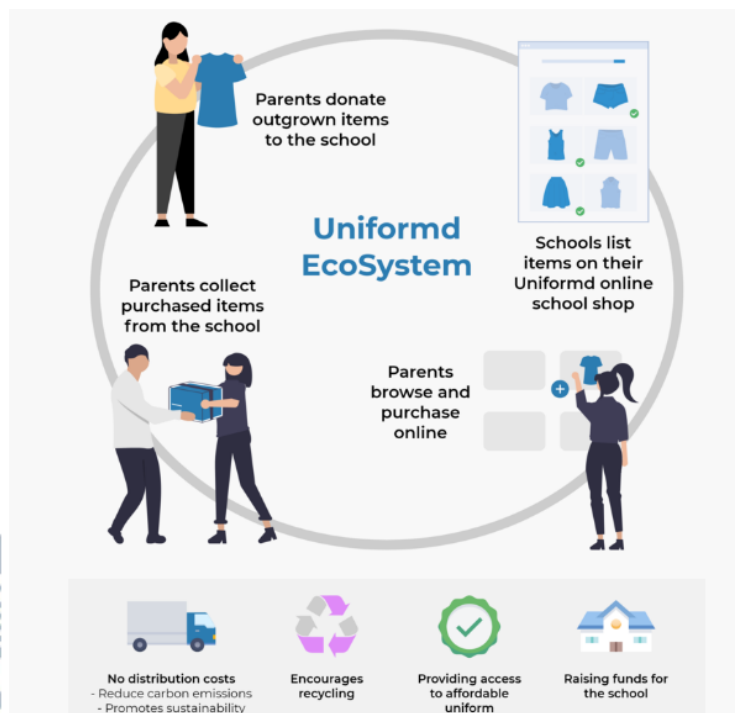 Parents donate
outgrown items
to the school
Uniformd
EcoSystem
Schools list
items on their
Uniformd online
school shop
Parents collect
purchased items
from the school
Parents
browse and
purchase
online
No distribution costs
- Reduce carbon emissions
- Promotes sustainability
Encourages
recycling
Providing access
to affordable
uniform
Raising funds for
the school